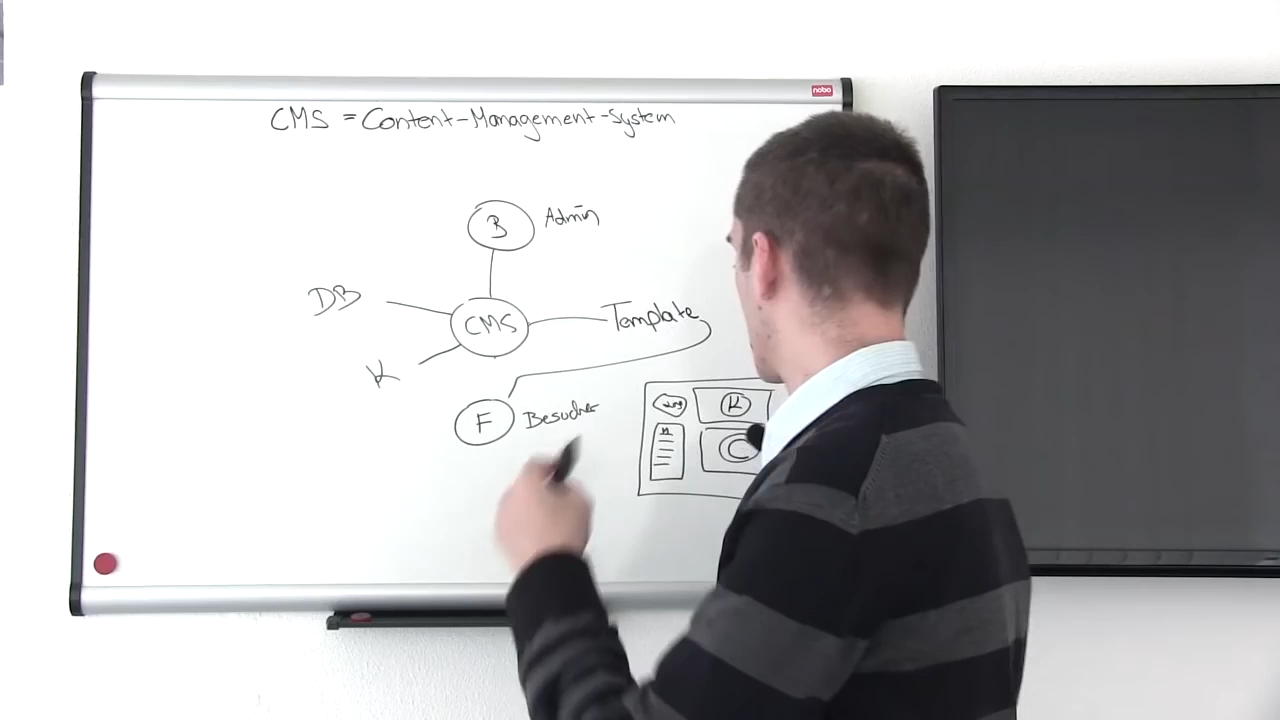 nobo
CMS = Content-Management-System
B Admin
DB
CMS
Template
K
F Besucher
K
M
C